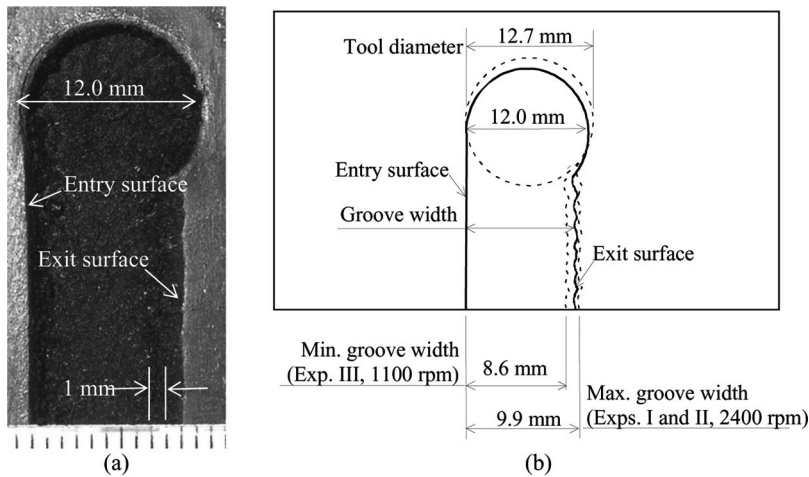 12.0 mm
Entry surface
Exit surface
1 mm
(a)
Tool diameter
12.7 mm
12.0 mm
Entry surface
Groove width
Exit surface
Min. groove width
(Exp. III, 1100 rpm)
8.6 mm
Max. groove width
(Exps. I and II, 2400 rpm)
9.9 mm
(b)